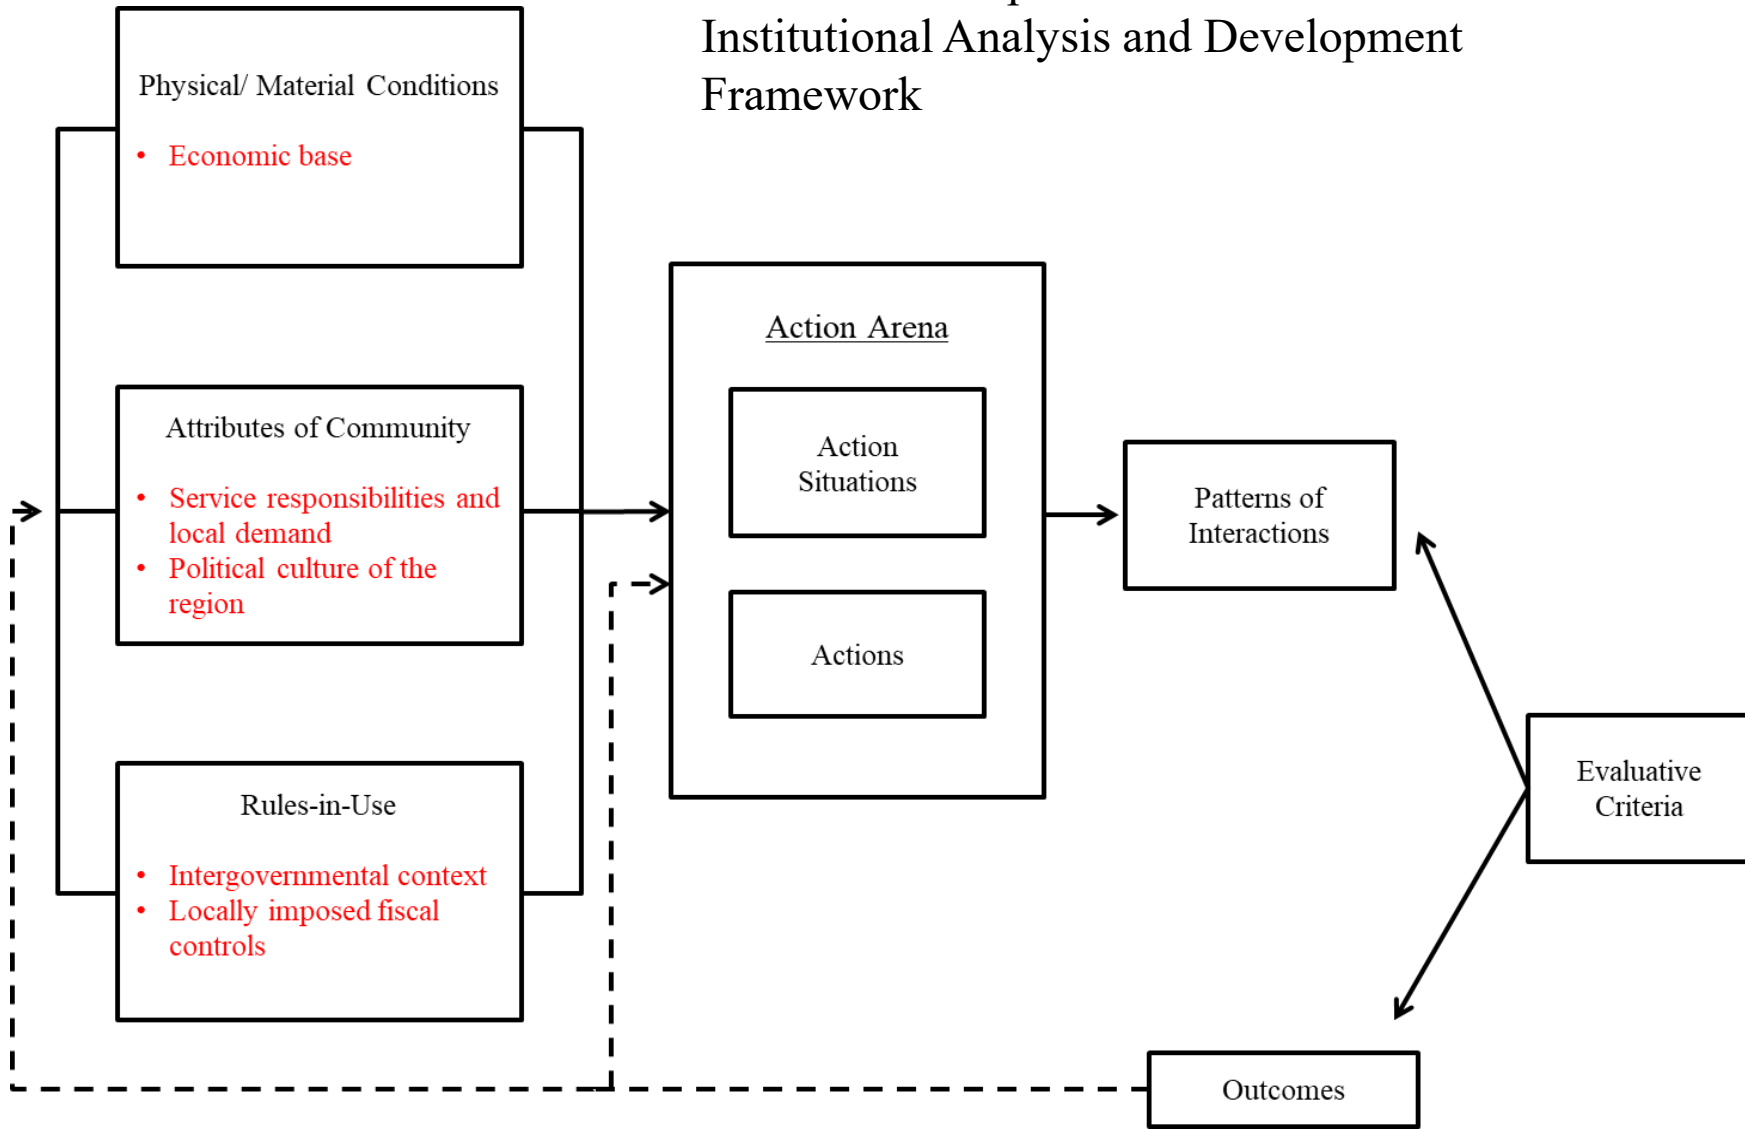 Institutional Analysis and Development
Framework
Physical/ Material Conditions
• Economic base
Attributes of Community
• Service responsibilities and
local demand
• Political culture of the
region
Rules-in-Use
• Intergovernmental context
• Locally imposed fiscal
controls
Action Arena
Action
Situations
Actions
Patterns of
Interactions
Evaluative
Criteria
Outcomes